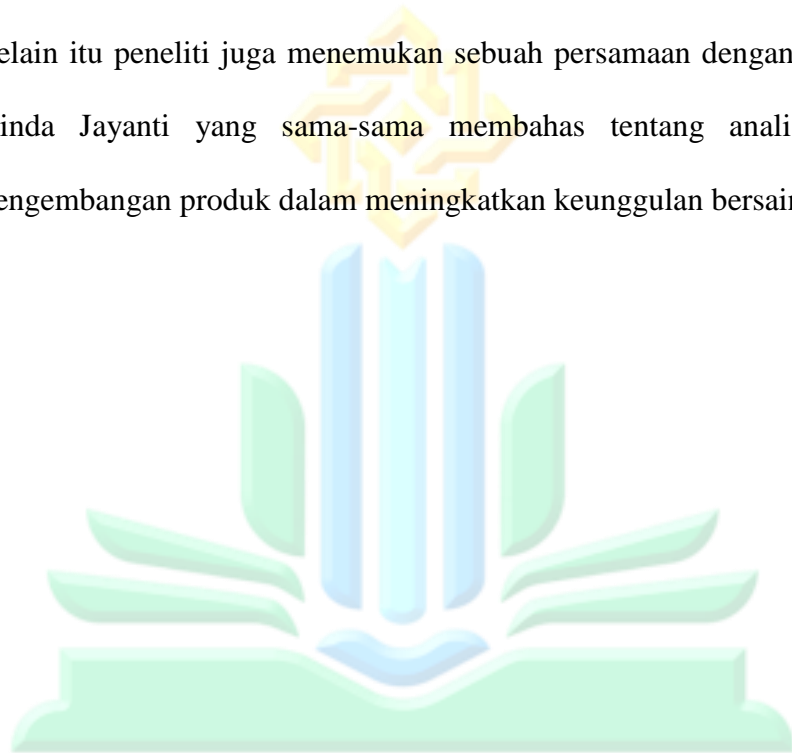 elain itu peneliti juga menemukan sebuah persamaan dengan
inda Jayanti yang sama-sama membahas tentang anali
engembangan produk dalam meningkatkan keunggulan bersain